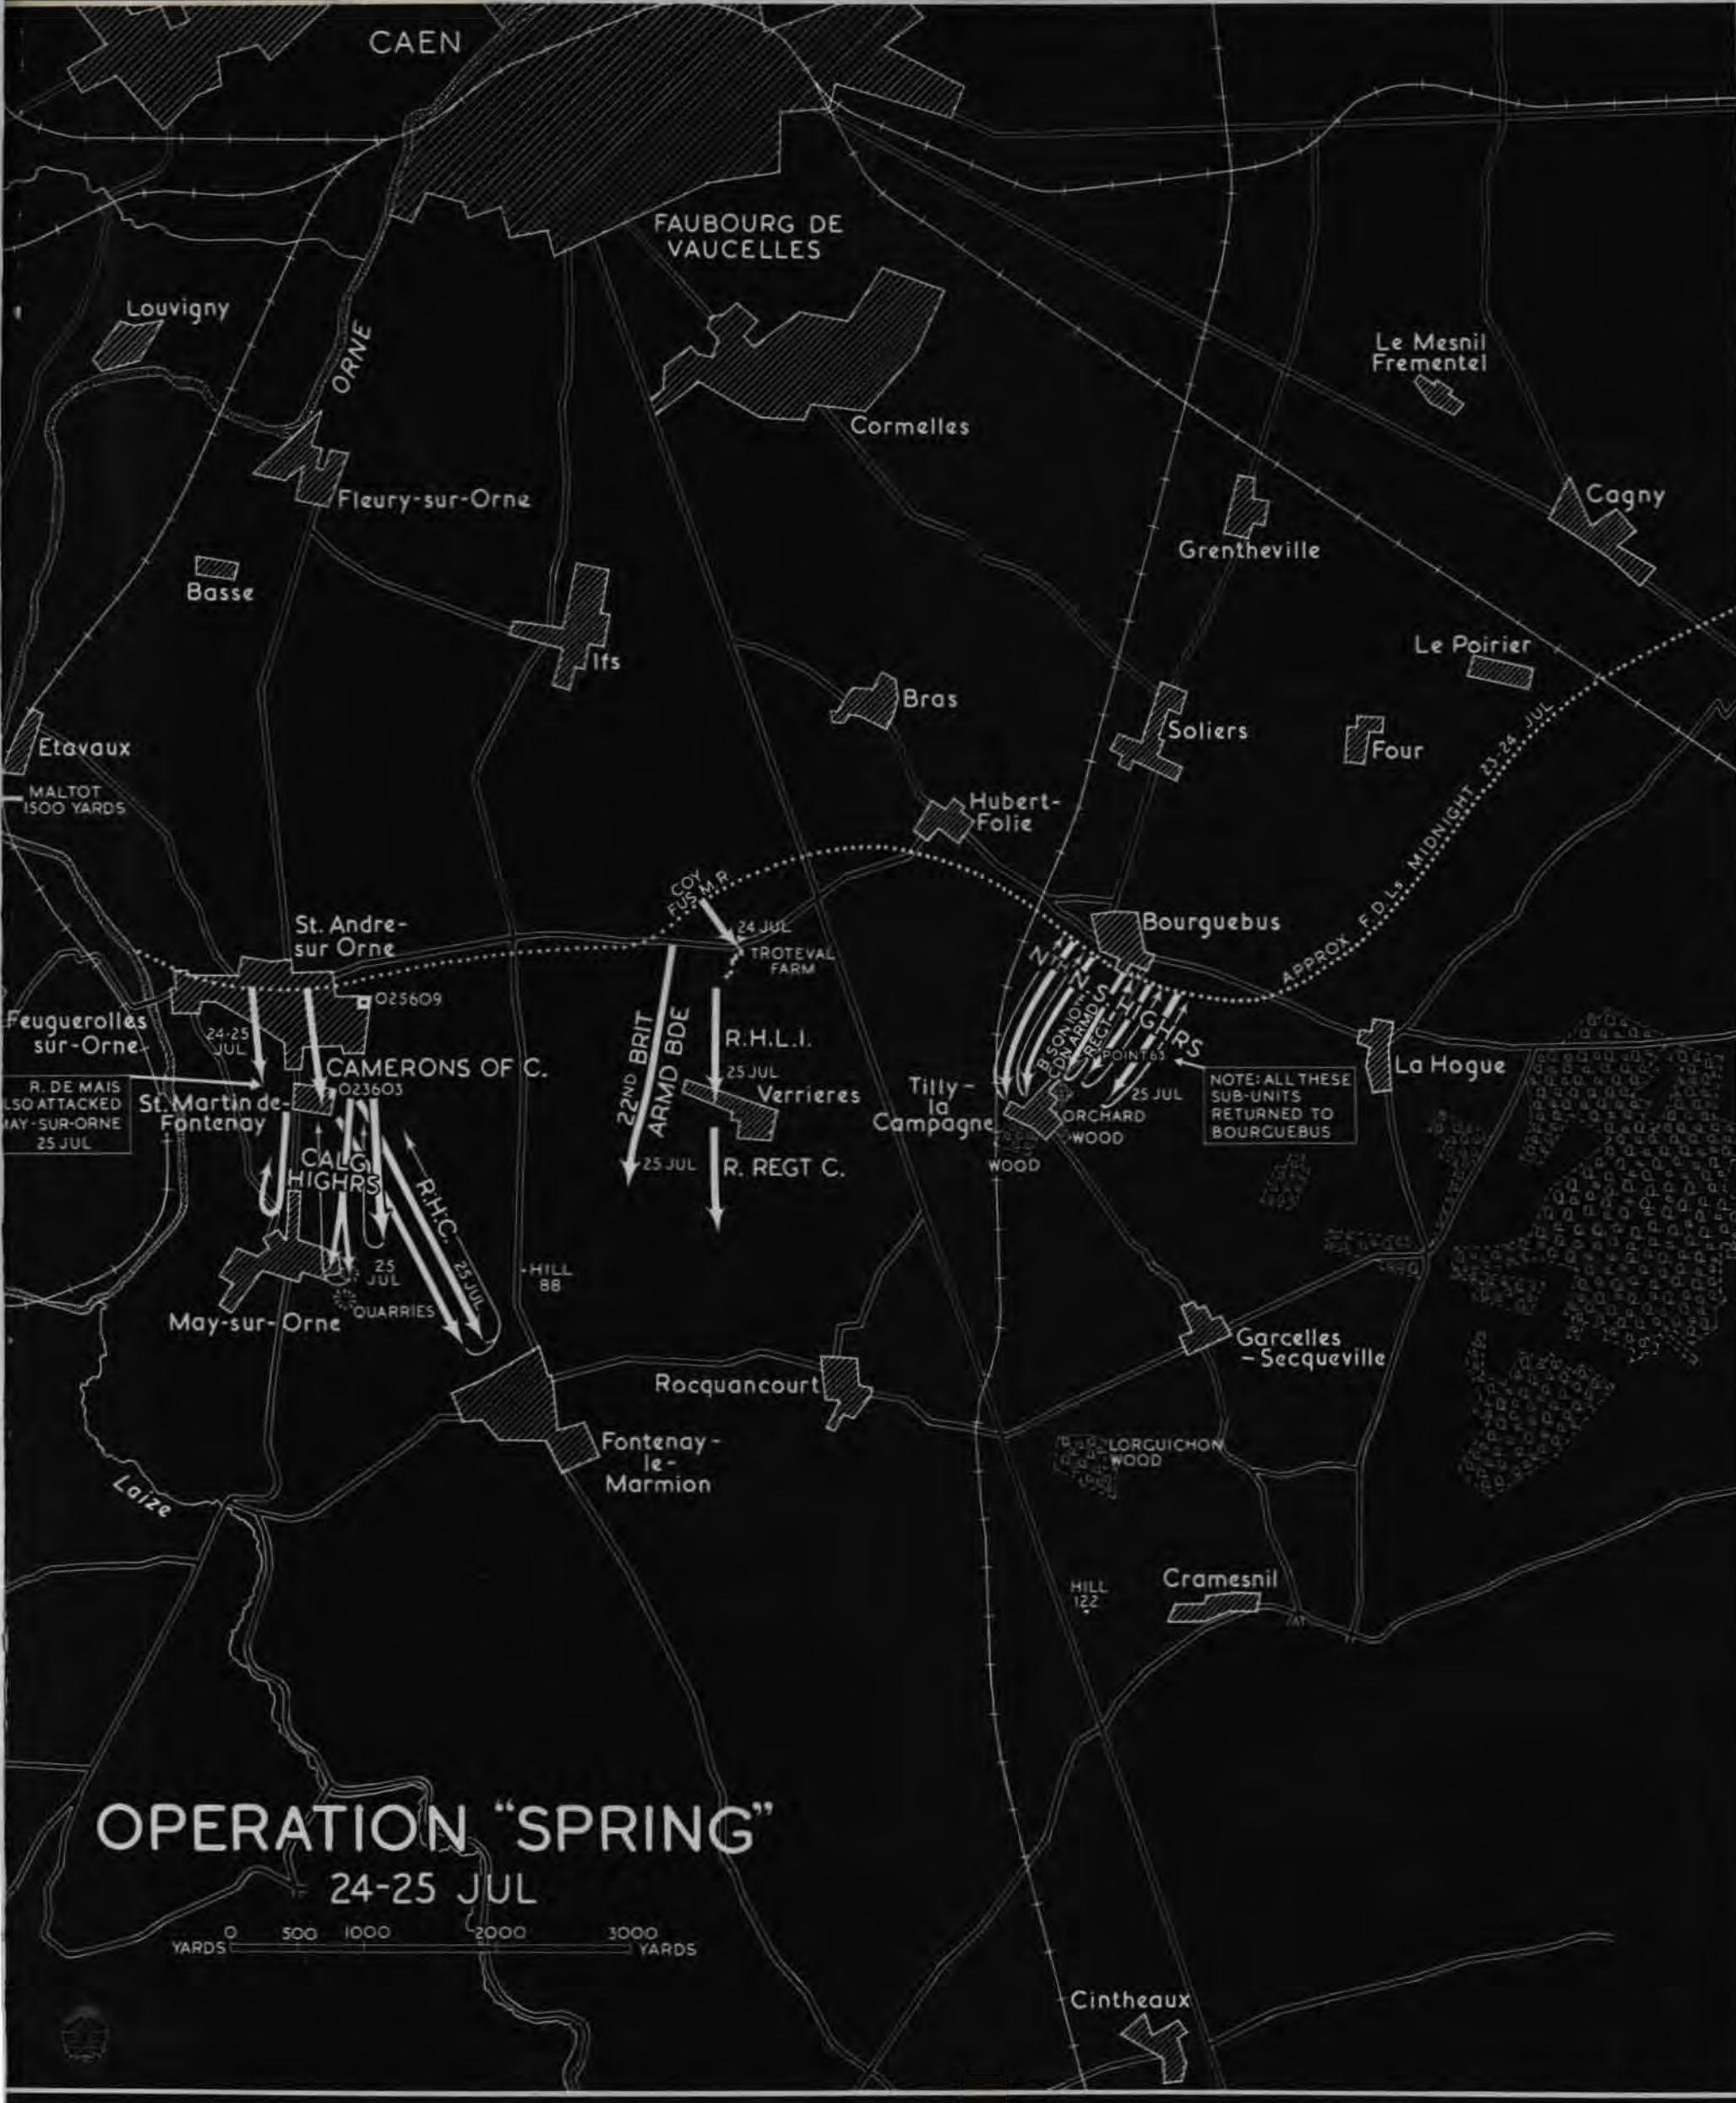 CAEN
FAUBOURG DE
VAUCELLES
Louvigny
ORNE
Le Mesnil
Frementel
Cormelles
Cagny
Fleury-sur-Orne
Grentheville
Basse
Le Poirier
Ifs
Bras
Soliers
Etavaux
Four
MALTOT
1500 YARDS
Hubert-
Folie
APPROX F.D.Ls. MIDNIGHT 23-24 JUL
COY
FUS. M.R.
24 JUL
TROTEVAL
FARM
St. Andre-
sur Orne
Bourguebus
025609
Feuguerolles
sur-Orne
24-25
JUL
22ND BRIT
ARMD BDE
R.H.L.I.
25 JUL
N. N. S. HIGHRS
POINT 63
CAMERONS OF C.
La Hogue
R. DE MAIS
LSO ATTACKED
MAY-SUR-ORNE
25 JUL
023603
St. Martin de-
Fontenay
Verrieres
Tilly-
la
Campagne
25 JUL
NOTE: ALL THESE
SUB-UNITS
RETURNED TO
BOURGUEBUS
ORCHARD
WOOD
WOOD
CALG.
HIGHRS
R.H.C.
25 JUL
25 JUL
R. REGT C.
25
JUL
HILL
88
QUARRIES
May-sur-Orne
Garcelles
-Secqueville
Rocquancourt
Fontenay-
le-
Marmion
LORGUICHON
WOOD
Laize
HILL
122
Cramesnil
OPERATION "SPRING"
24-25 JUL
0 500 1000 2000 3000
YARDS YARDS
Cintheaux